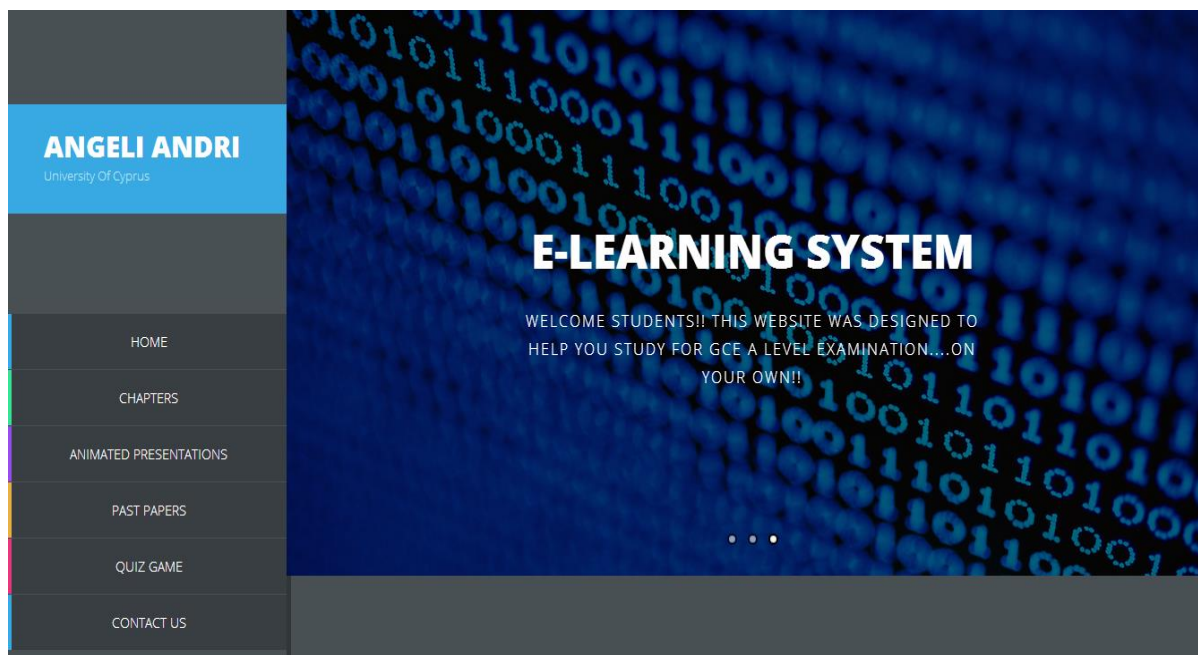 ANGELI ANDRI
University Of Cyprus
HOME
CHAPTERS
ANIMATED PRESENTATIONS
PAST PAPERS
QUIZ GAME
CONTACT US
E-LEARNING SYSTEM
WELCOME STUDENTS!! THIS WEBSITE WAS DESIGNED TO
HELP YOU STUDY FOR GCE A LEVEL EXAMINATION....ON
YOUR OWN!!